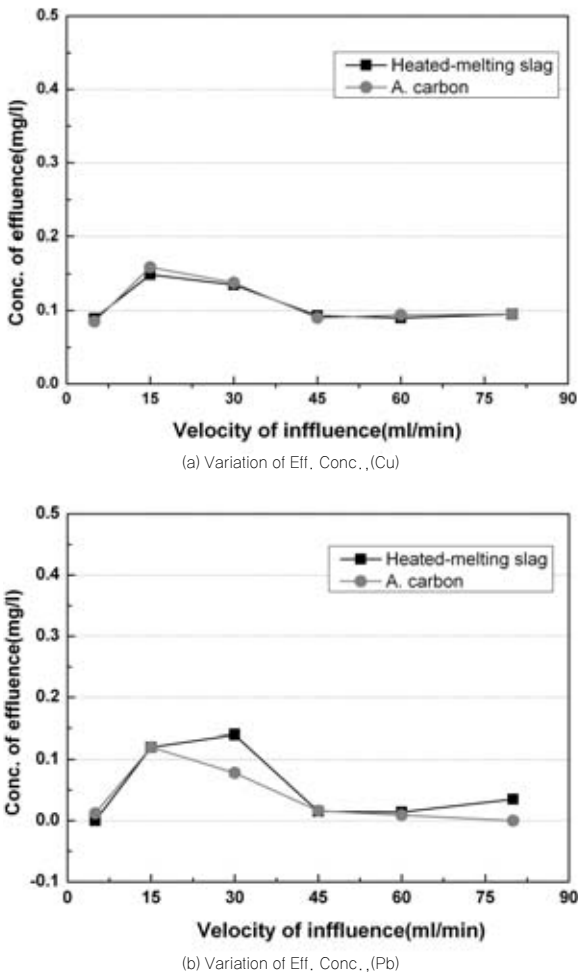 0.5
0.4
0.3
0.2
0.1
0.0
Conc. of effluence(mg/l)
Heated-melting slag
A. carbon
0 15 30 45 60 75 90
Velocity of inffluence(ml/min)
(a) Variation of Eff. Conc.,(Cu)
0.5
0.4
0.3
0.2
0.1
0.0
-0.1
Conc. of effluence(mg/l)
Heated-melting slag
A. carbon
0 15 30 45 60 75 90
Velocity of inffluence(ml/min)
(b) Variation of Eff. Conc.,(Pb)